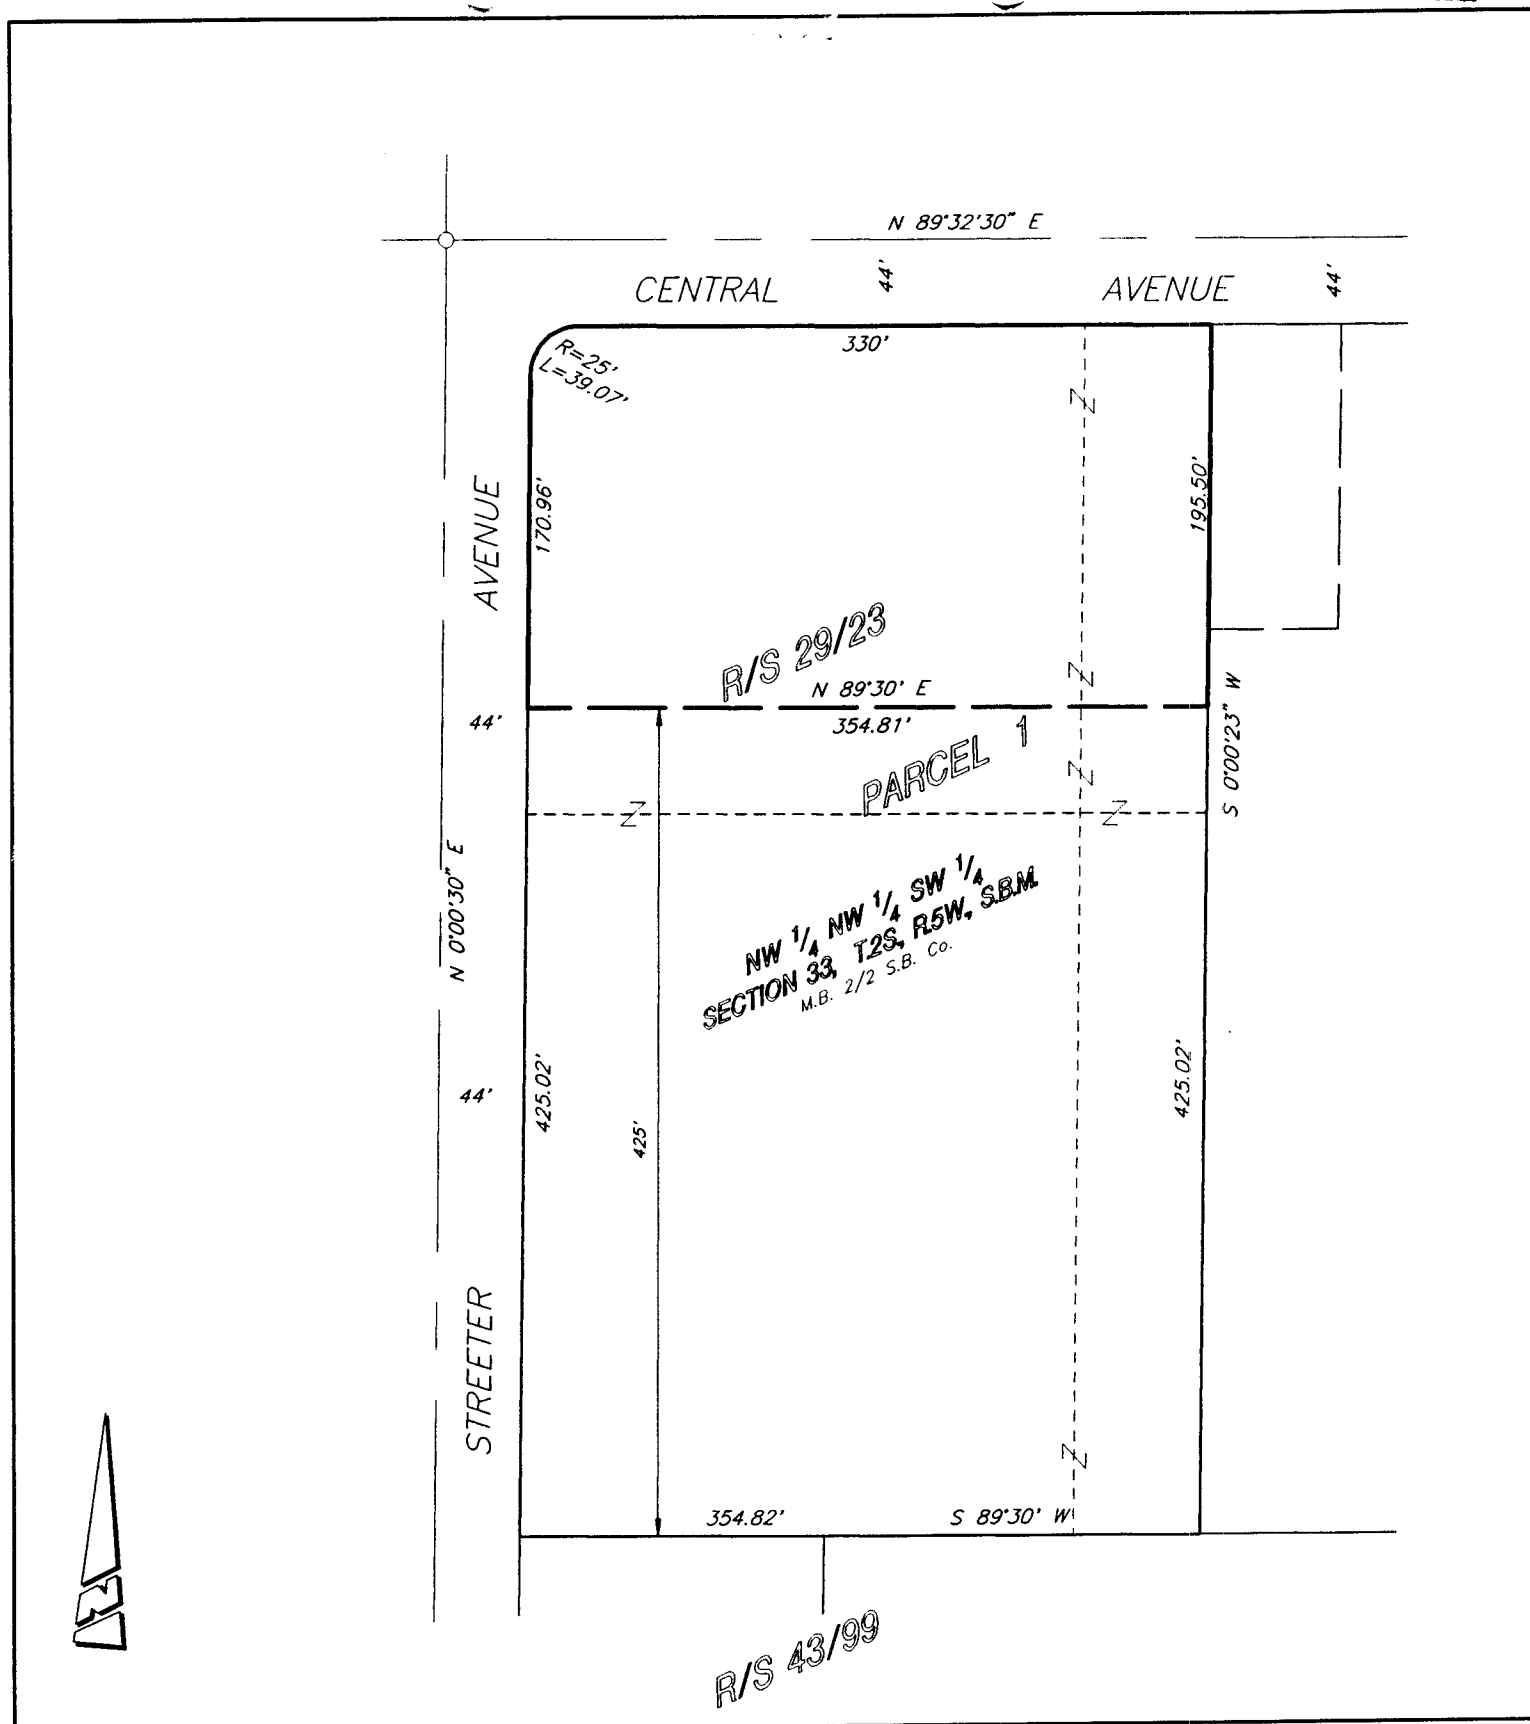 N 89°32'30" E
CENTRAL
44'
AVENUE
44'
330'
R=25'
L=39.07'
AVENUE
170.96'
195.50'
Z
R/S 29/23
Z
N 89°30' E
44'
354.81'
PARCEL 1
Z
S 0°00'23" W
Z
Z
N 0°00'30" E
NW 1/4 NW 1/4 SW 1/4
SECTION 33, T.2S., R.5W., S.B.M.
M.B. 2/2 S.B. Co.
44'
425.02'
425'
425.02'
STREETER
Z
354.82'
S 89°30' W
R/S 43/99